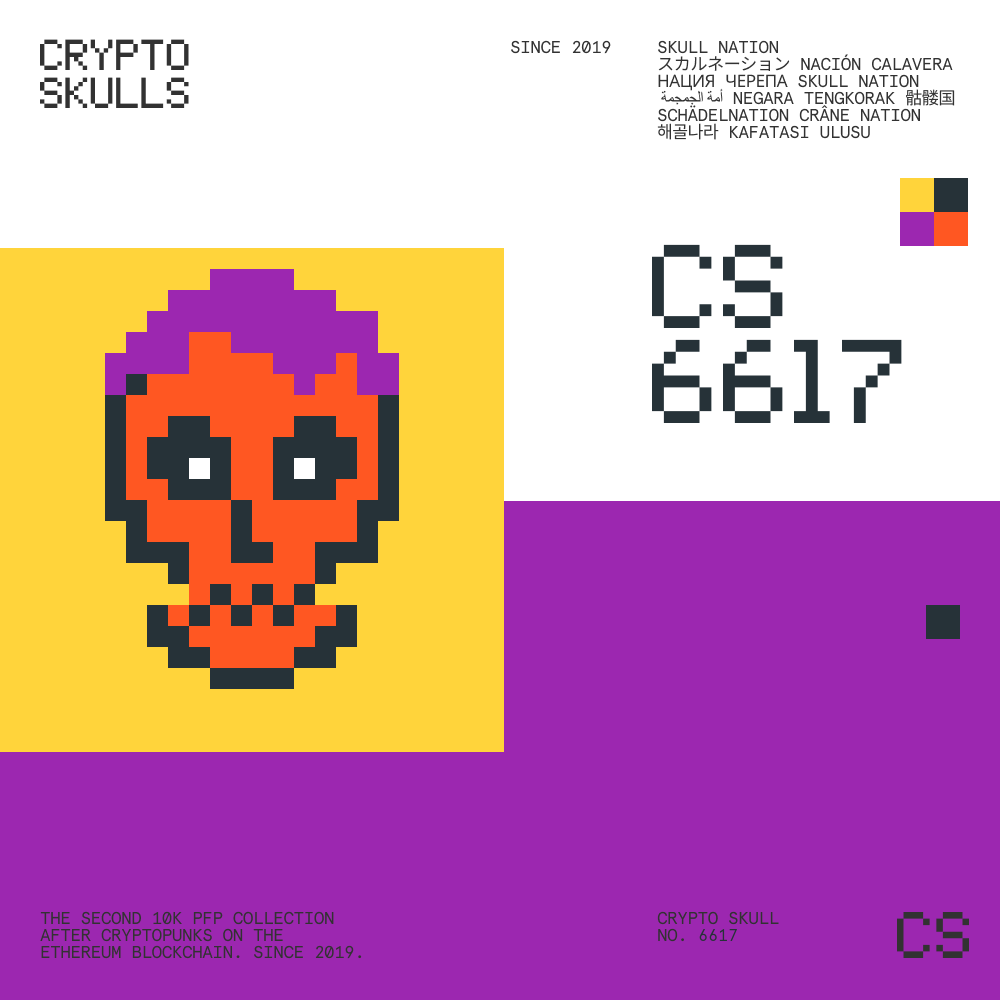 CRYPTO
SKULLS
SINCE 2019
SKULL NATION
スカルネーション NACIÓN CALAVERA
НАЦИЯ ЧЕРЕПА SKULL NATION
أمة الجمجمة NEGARA TENGKORAK 骷髅国
SCHÄDELNATION CRÂNE NATION
해골나라 KAFATASI ULUSU
CS
6617
THE SECOND 10K PFP COLLECTION
AFTER CRYPTOPUNKS ON THE
ETHEREUM BLOCKCHAIN. SINCE 2019.
CRYPTO SKULL
NO. 6617
CS